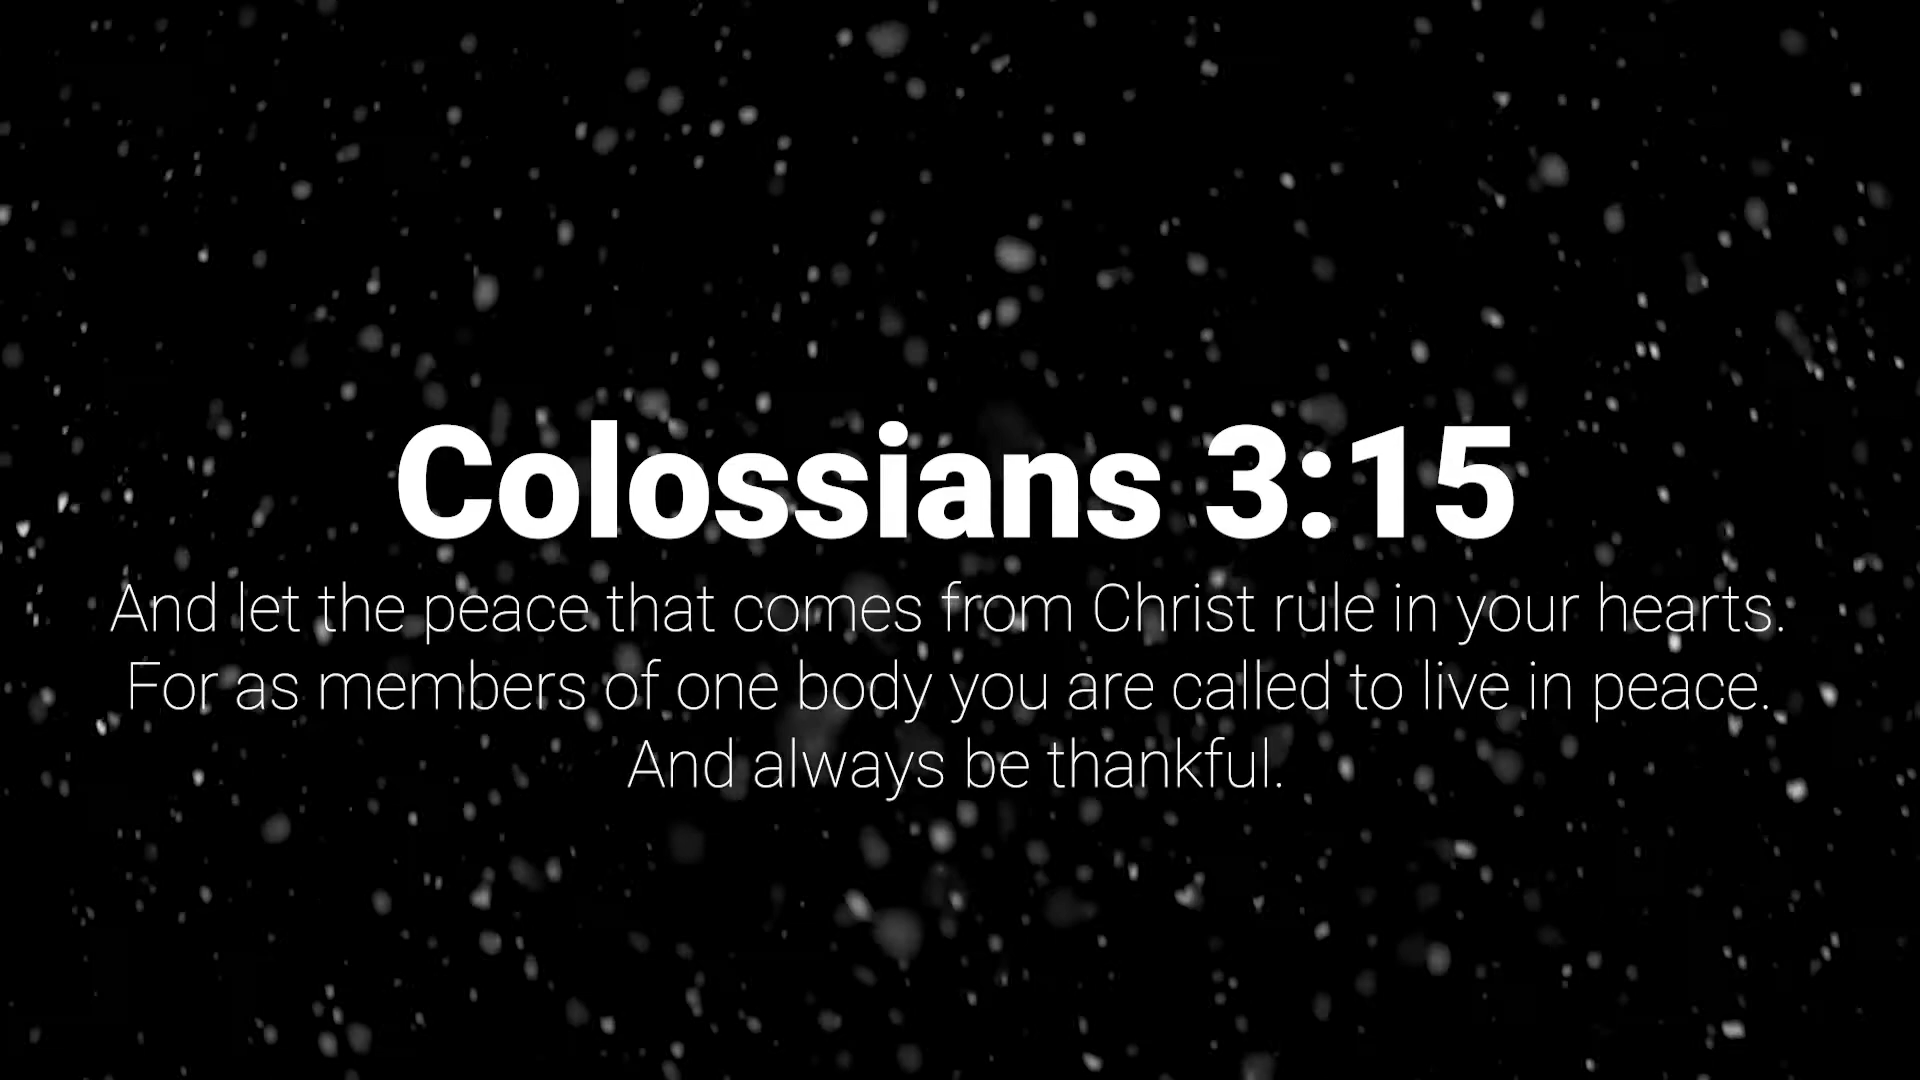 Colossians 3:15
And let the peace that comes from Christ rule in your hearts.
For as members of one body you are called to live in peace.
And always be thankful.